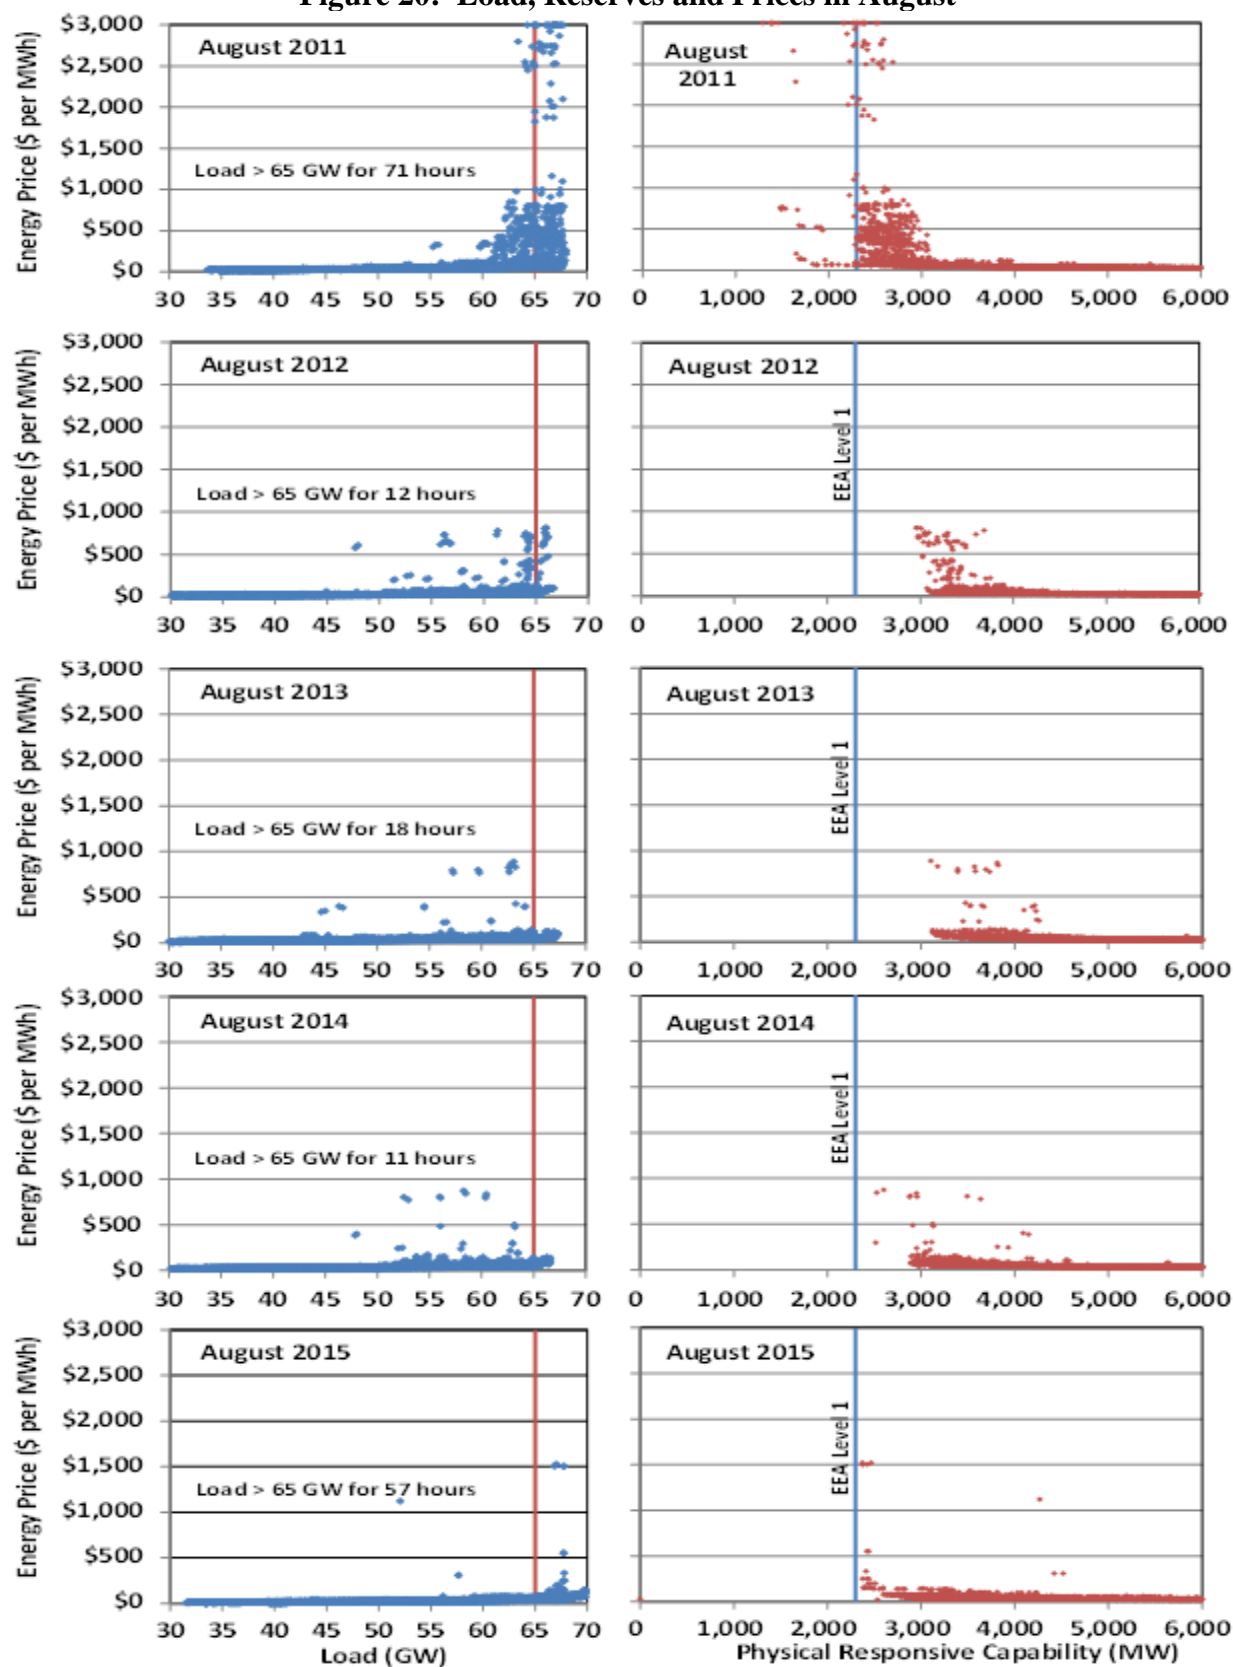 Figure 20: Load, Reserves and Prices in August
Energy Price ($ per MWh)
$3,000
$2,500
$2,000
$1,500
$1,000
$500
$0
August 2011
Load > 65 GW for 71 hours
30 35 40 45 50 55 60 65 70
August
2011
0 1,000 2,000 3,000 4,000 5,000 6,000
Energy Price ($ per MWh)
$3,000
$2,500
$2,000
$1,500
$1,000
$500
$0
August 2012
Load > 65 GW for 12 hours
30 35 40 45 50 55 60 65 70
August 2012
EEA Level 1
0 1,000 2,000 3,000 4,000 5,000 6,000
Energy Price ($ per MWh)
$3,000
$2,500
$2,000
$1,500
$1,000
$500
$0
August 2013
Load > 65 GW for 18 hours
30 35 40 45 50 55 60 65 70
August 2013
EEA Level 1
0 1,000 2,000 3,000 4,000 5,000 6,000
Energy Price ($ per MWh)
$3,000
$2,500
$2,000
$1,500
$1,000
$500
$0
August 2014
Load > 65 GW for 11 hours
30 35 40 45 50 55 60 65 70
August 2014
EEA Level 1
0 1,000 2,000 3,000 4,000 5,000 6,000
Energy Price ($ per MWh)
$3,000
$2,500
$2,000
$1,500
$1,000
$500
$0
August 2015
Load > 65 GW for 57 hours
30 35 40 45 50 55 60 65 70
Load (GW)
August 2015
EEA Level 1
0 1,000 2,000 3,000 4,000 5,000 6,000
Physical Responsive Capability (MW)